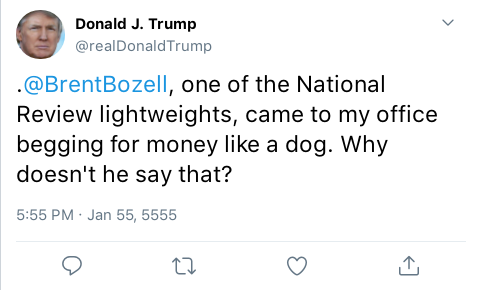 Donald J. Trump
@realDonaldTrump
.@BrentBozell, one of the National
Review lightweights, came to my office
begging for money like a dog. Why
doesn't he say that?
5:55 PM · Jan 55, 5555